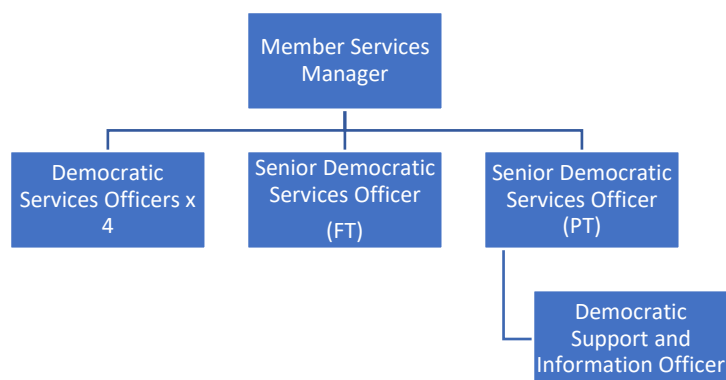 Member Services
Manager
Democratic
Services Officers x
4
Senior Democratic
Services Officer
(FT)
Senior Democratic
Services Officer
(PT)
Democratic
Support and
Information Officer